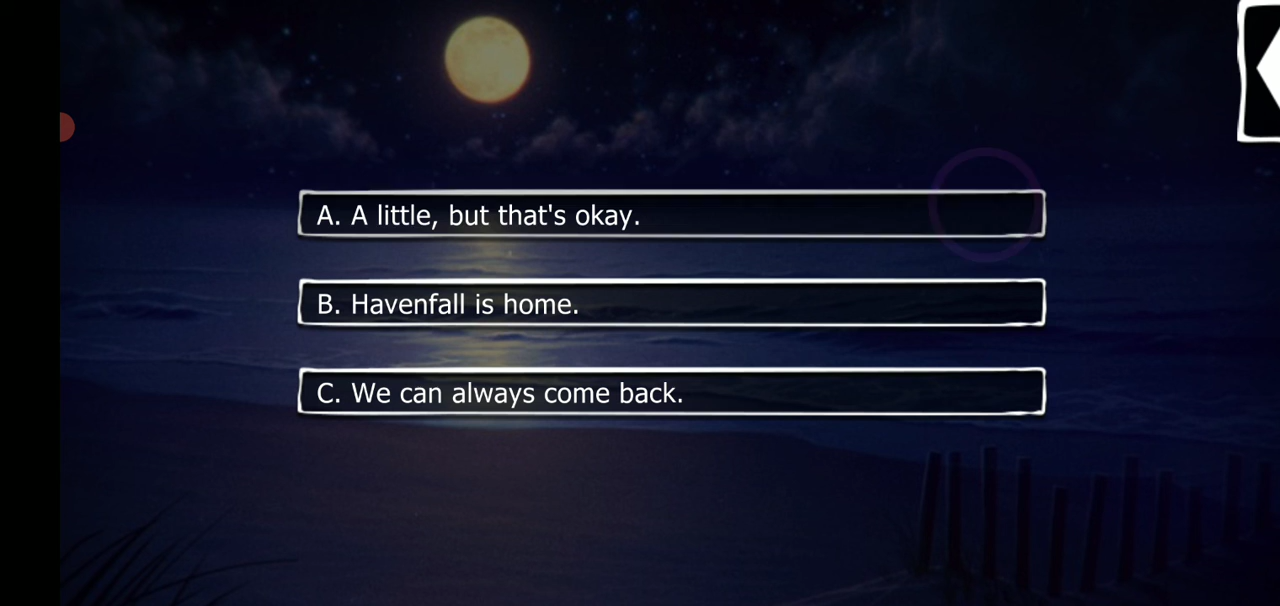 A. A little, but that's okay.
B. Havenfall is home.
C. We can always come back.